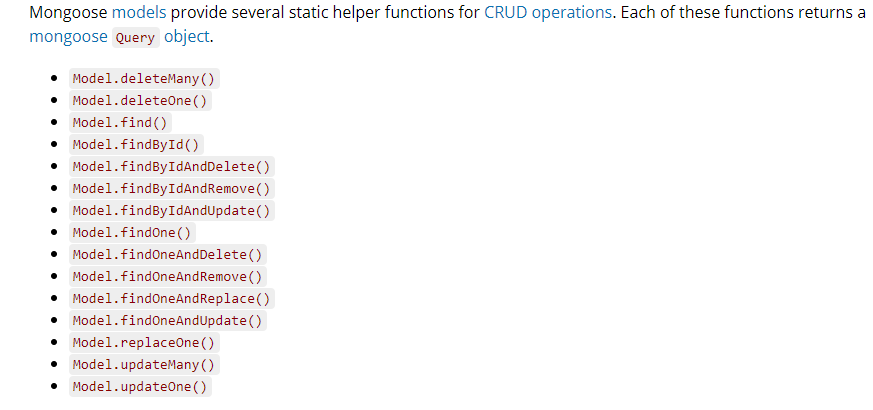 Mongoose models provide several static helper functions for CRUD operations. Each of these functions returns a
mongoose Query object.
Model.deleteMany()
Model.deleteOne()
Model.find()
Model.findById()
Model.findByIdAndDelete()
Model.findByIdAndRemove()
Model.findByIdAndUpdate()
Model.findOne()
Model.findOneAndDelete()
Model.findOneAndRemove()
Model.findOneAndReplace()
Model.findOneAndUpdate()
Model.replaceOne()
Model.updateMany()
Model.updateOne()